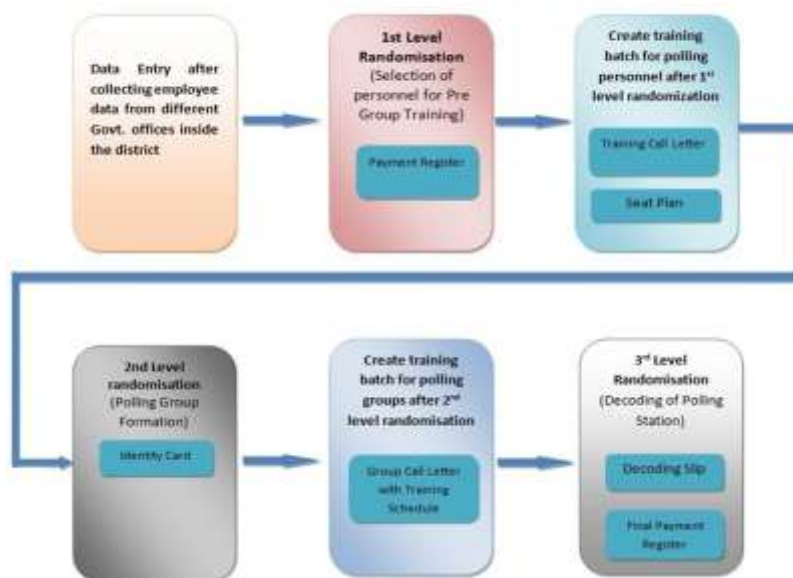 Data Entry after
collecting employee
data from different
Govt. offices inside
the district
1st Level
Randomisation
(Selection of
personnel for Pre
Group Training)
Payment Register
Create training
batch for polling
personnel after 1st
level randomization
Training Call Letter
Seat Plan
2nd Level
randomisation
(Polling Group
Formation)
Identity Card
Create training
batch for polling
groups after 2nd
level randomisation
Group Call Letter
with Training
Schedule
3rd Level
Randomisation
(Decoding of Polling
Station)
Decoding Slip
Final Payment
Register